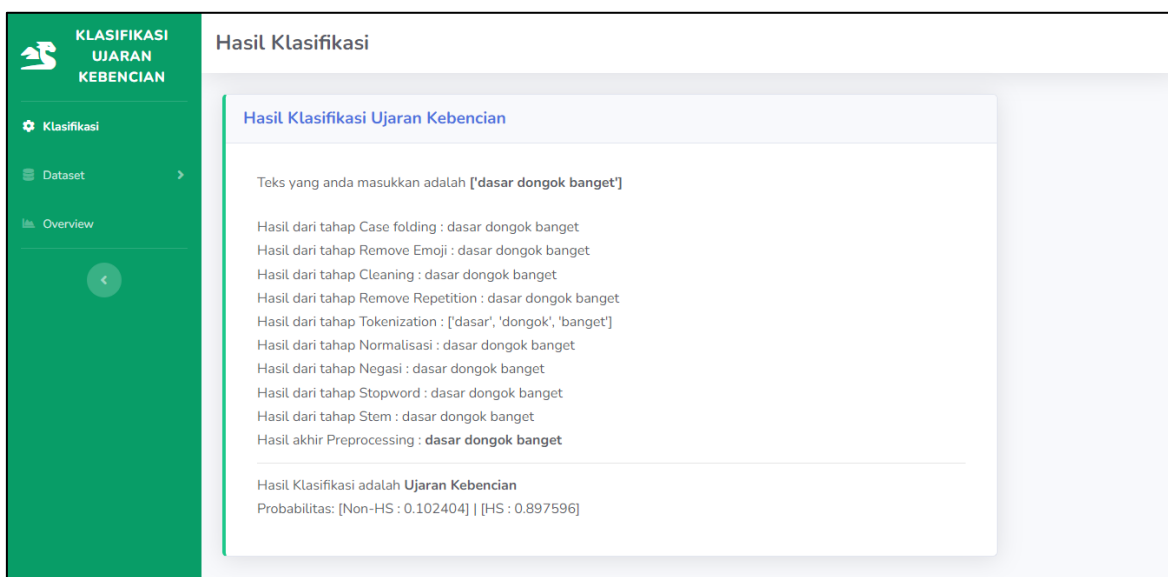 KLASIFIKASI
UJARAN
KEBENCIAN
Klasifikasi
Dataset
Overview
Hasil Klasifikasi
Hasil Klasifikasi Ujaran Kebencian
Teks yang anda masukkan adalah ['dasar dongok banget']
Hasil dari tahap Case folding : dasar dongok banget
Hasil dari tahap Remove Emoji : dasar dongok banget
Hasil dari tahap Cleaning : dasar dongok banget
Hasil dari tahap Remove Repetition : dasar dongok banget
Hasil dari tahap Tokenization : ['dasar', 'dongok', 'banget']
Hasil dari tahap Normalisasi : dasar dongok banget
Hasil dari tahap Negasi : dasar dongok banget
Hasil dari tahap Stopword : dasar dongok banget
Hasil dari tahap Stem : dasar dongok banget
Hasil akhir Preprocessing : dasar dongok banget
Hasil Klasifikasi adalah Ujaran Kebencian
Probabilitas: [Non-HS : 0.102404] | [HS : 0.897596]